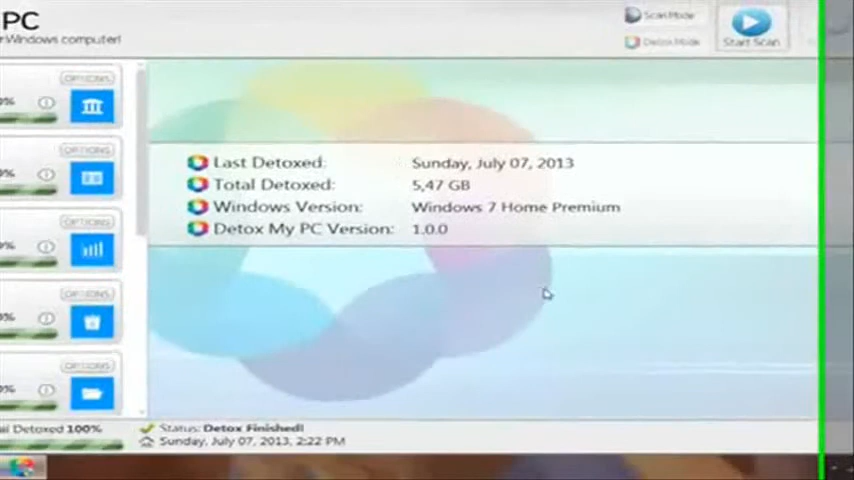 PC
Windows computer!
Scan Mode
Detox Mode
Start Scan
OPTIONS
OPTIONS
OPTIONS
OPTIONS
OPTIONS
Last Detoxed: Sunday, July 07, 2013
Total Detoxed: 5,47 GB
Windows Version: Windows 7 Home Premium
Detox My PC Version: 1.0.0
Detoxed 100%
Status: Detox Finished!
Sunday, July 07, 2013, 2:22 PM